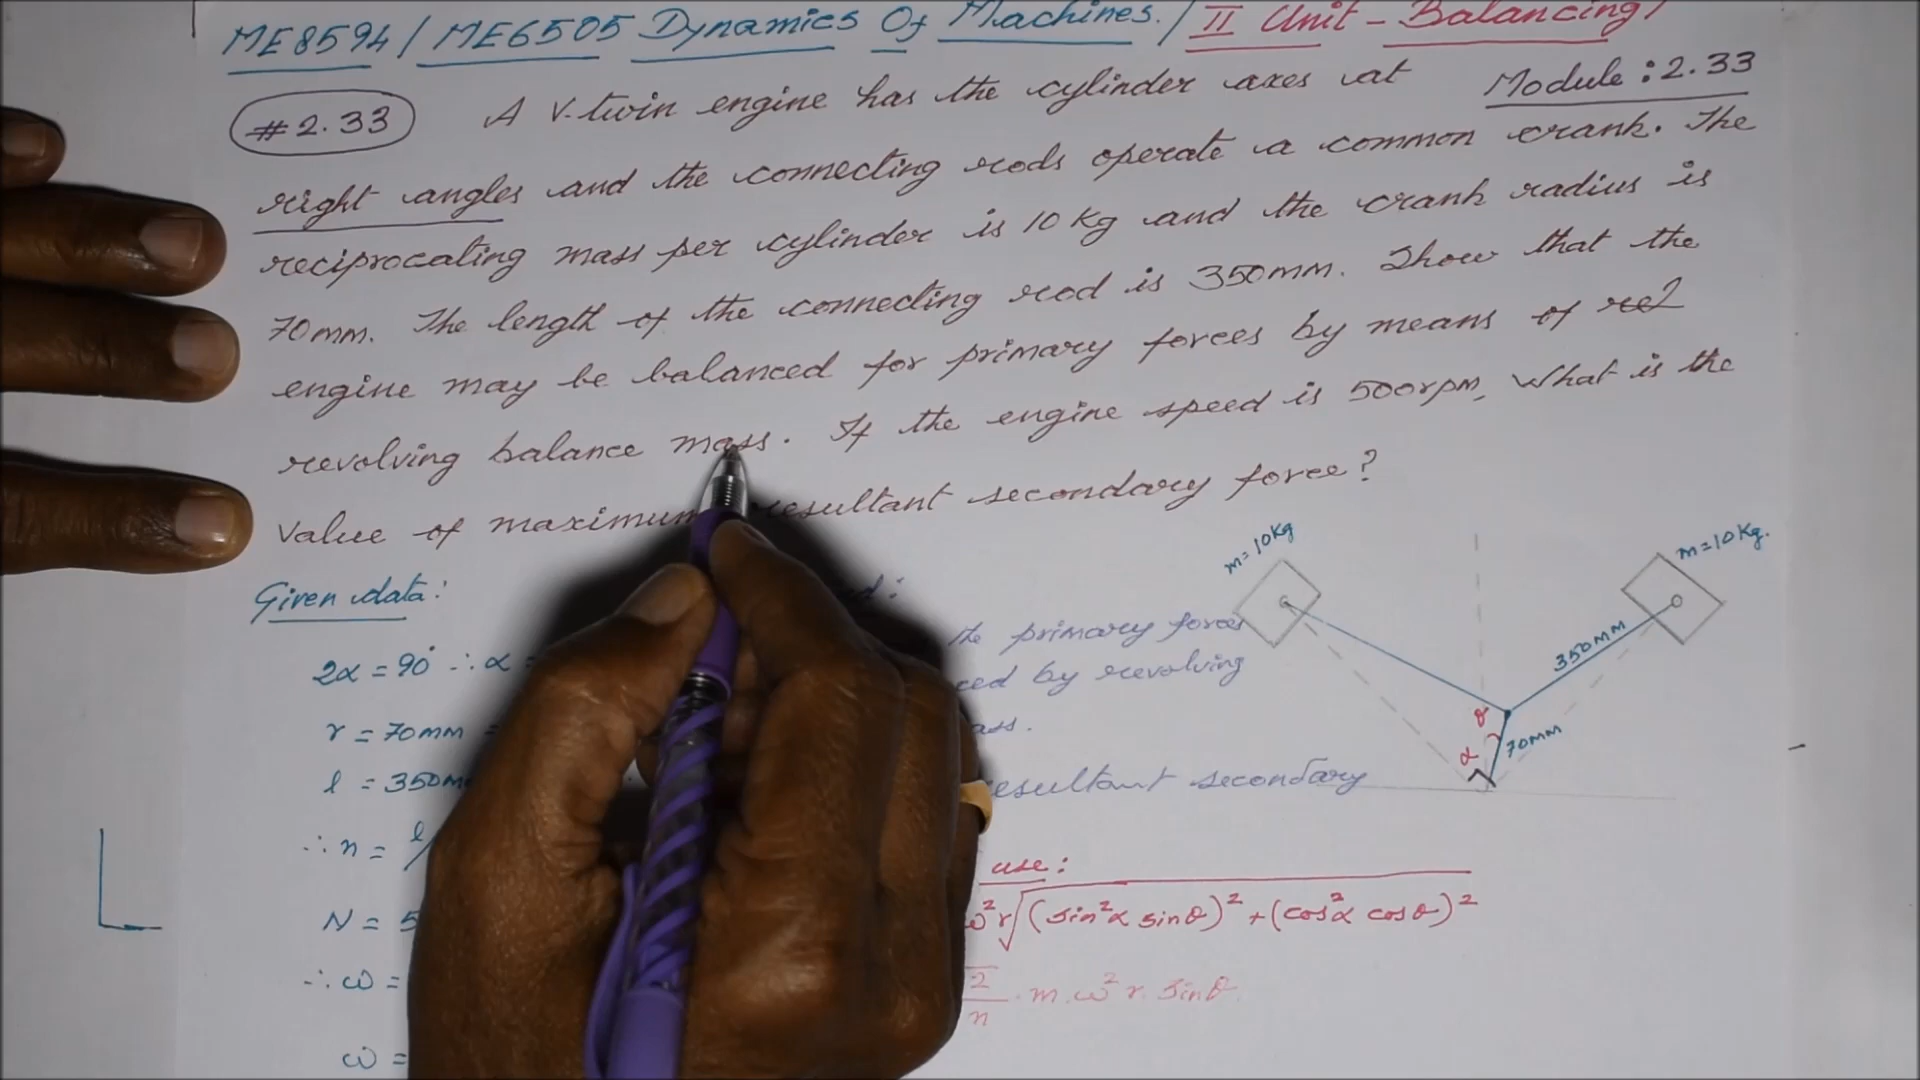 ME8594 / ME6505 Dynamics Of Machines. / II Unit - Balancing /
#2.33 A V-twin engine has the cylinder axes at Module: 2.33
right angles and the connecting rods operate a common crank. The
reciprocating mass per cylinder is 10 Kg and the crank radius is
70mm. The length of the connecting rod is 350mm. Show that the
engine may be balanced for primary forces by means of
revolving balance mass. If the engine speed is 500rpm, What is the
Value of maximum resultant secondary force?
m=10Kg
m=10Kg.
Given data:
the primary forces
2α = 90° ∴ α =
by revolving
350mm
r = 70mm =
θ
α
70mm
l = 350m
resultant secondary
∴ n = l/
use:
N = 5
ω²r√(sin²α sinθ)² + (cos²α cosθ)²
∴ ω =
2/n . m.ω² r. sinθ
ω =